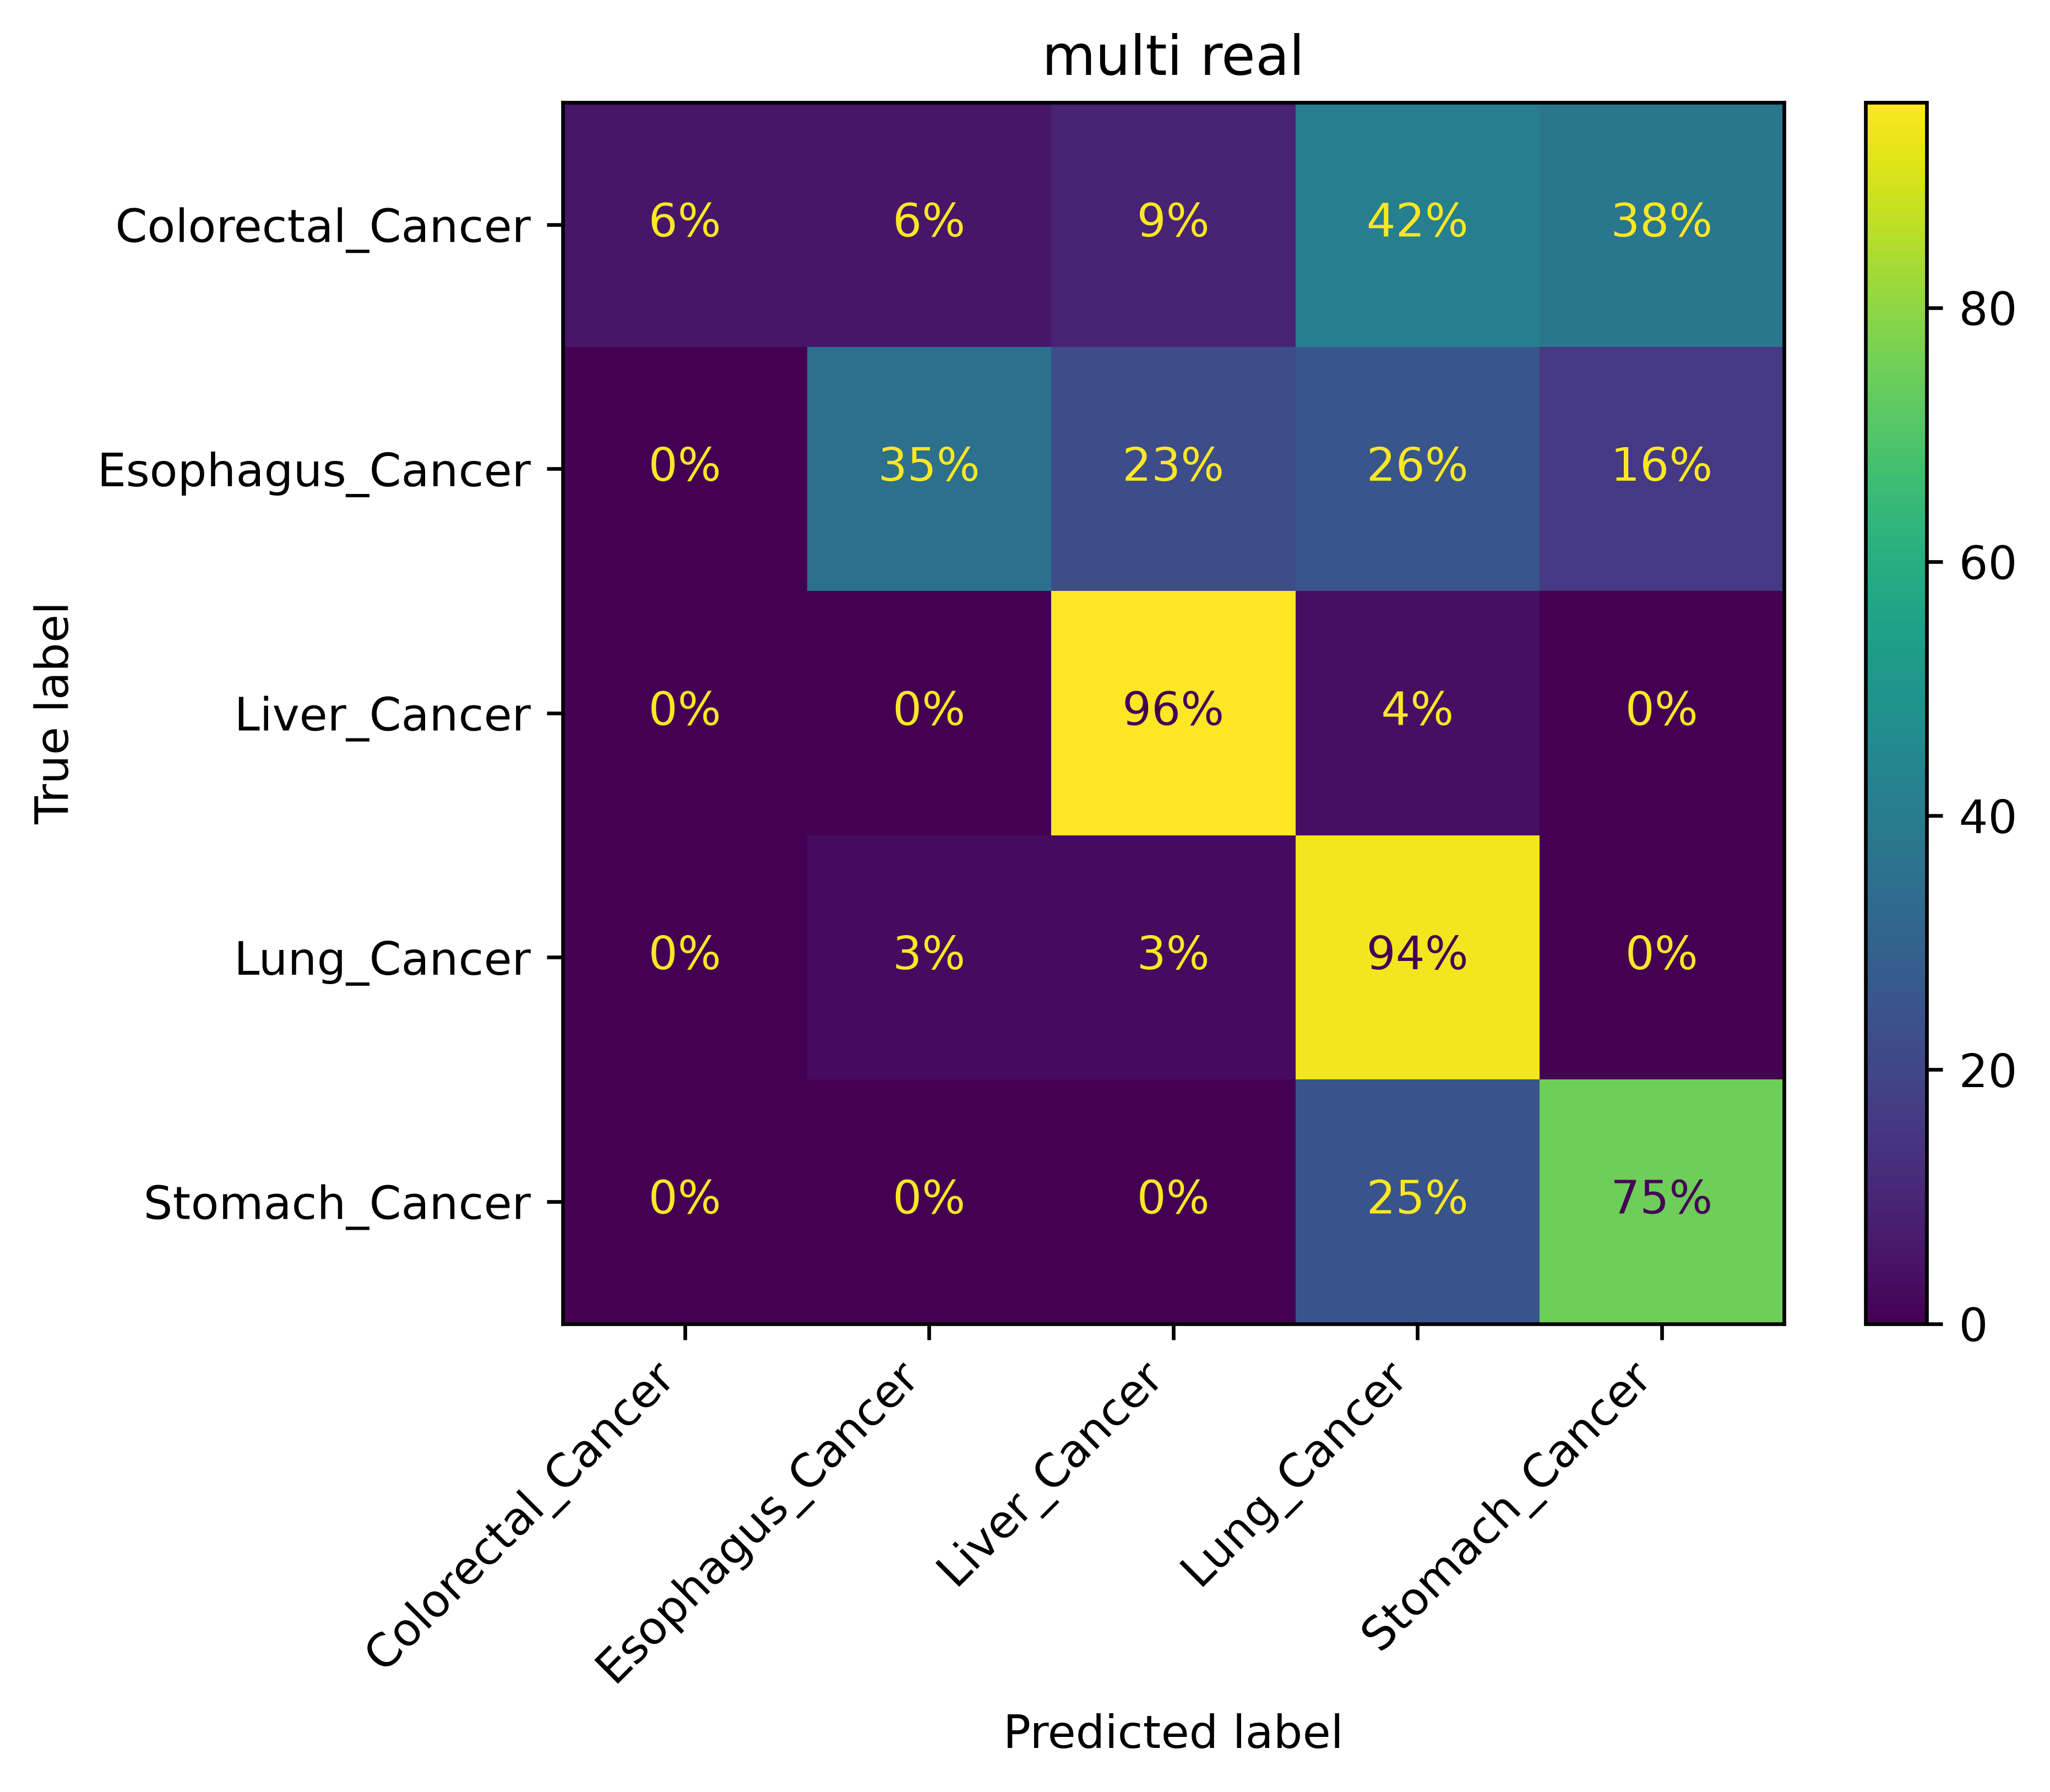 multi real
Colorectal_Cancer 6% 6% 9% 42% 38%
80
Esophagus_Cancer 0% 35% 23% 26% 16%
60
Liver_Cancer 0% 0% 96% 4% 0%
True label
40
Lung_Cancer 0% 3% 3% 94% 0%
20
Stomach_Cancer 0% 0% 0% 25% 75%
0
Colorectal_Cancer
Esophagus_Cancer
Liver_Cancer
Lung_Cancer
Stomach_Cancer
Predicted label